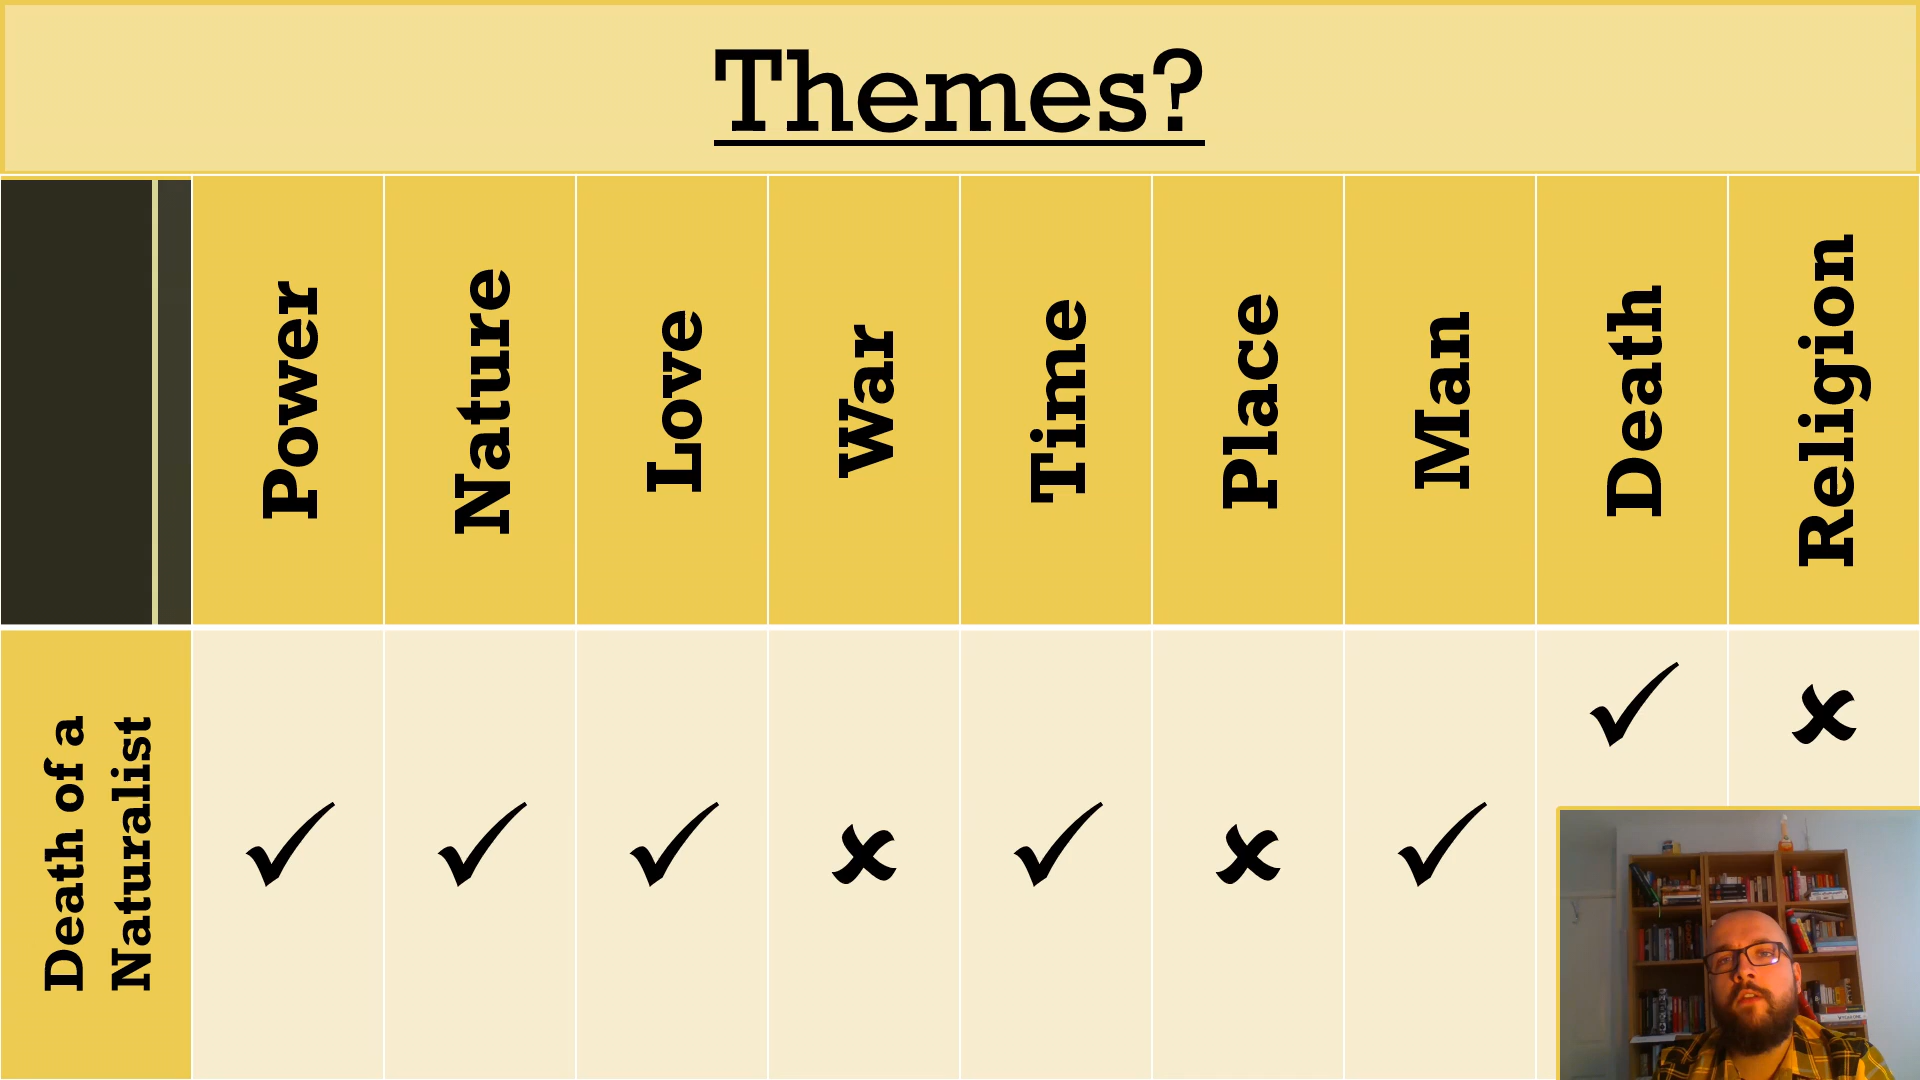 Themes?
Power
Nature
Love
War
Time
Place
Man
Death
Religion
Death of a
Naturalist
✓ ✓ ✓ ✘ ✓ ✘ ✓ ✓ ✘